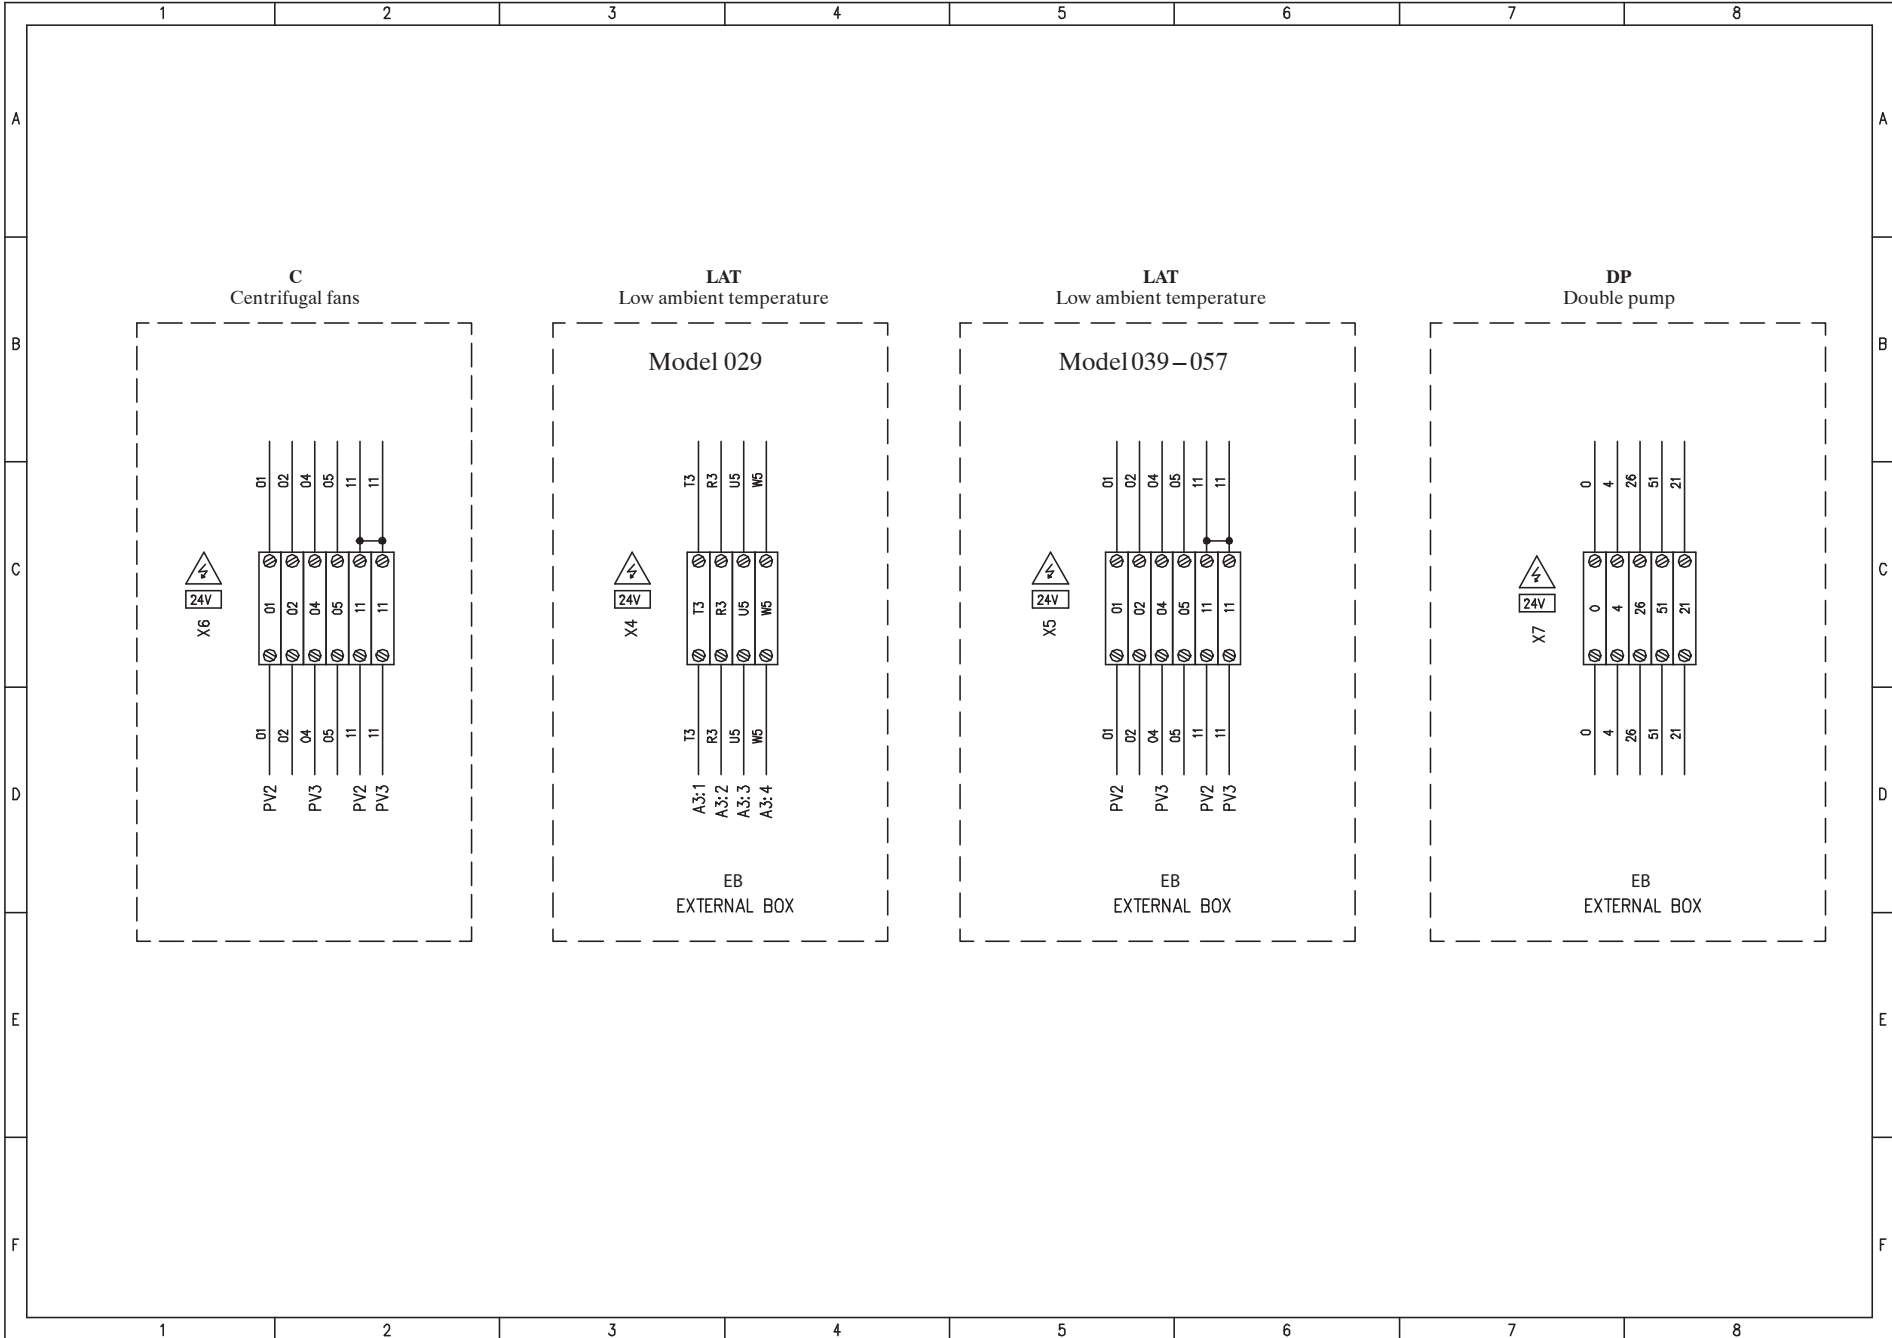 1 2 3 4 5 6 7 8
A A
C
Centrifugal fans
LAT
Low ambient temperature
LAT
Low ambient temperature
DP
Double pump
B B
Model 029
Model 039–057
C C
D D
E E
F F
01 02 04 05 11 11
24V
X6
01 02 04 05 11 11
01 02 04 05 11 11
PV2 PV3 PV2 PV3
T3 R3 U5 W5
24V
X4
T3 R3 U5 W5
T3 R3 U5 W5
A3:1 A3:2 A3:3 A3:4
EB
EXTERNAL BOX
01 02 04 05 11 11
24V
X5
01 02 04 05 11 11
01 02 04 05 11 11
PV2 PV3 PV2 PV3
EB
EXTERNAL BOX
0 4 26 51 21
24V
X7
0 4 26 51 21
0 4 26 51 21
EB
EXTERNAL BOX
1 2 3 4 5 6 7 8